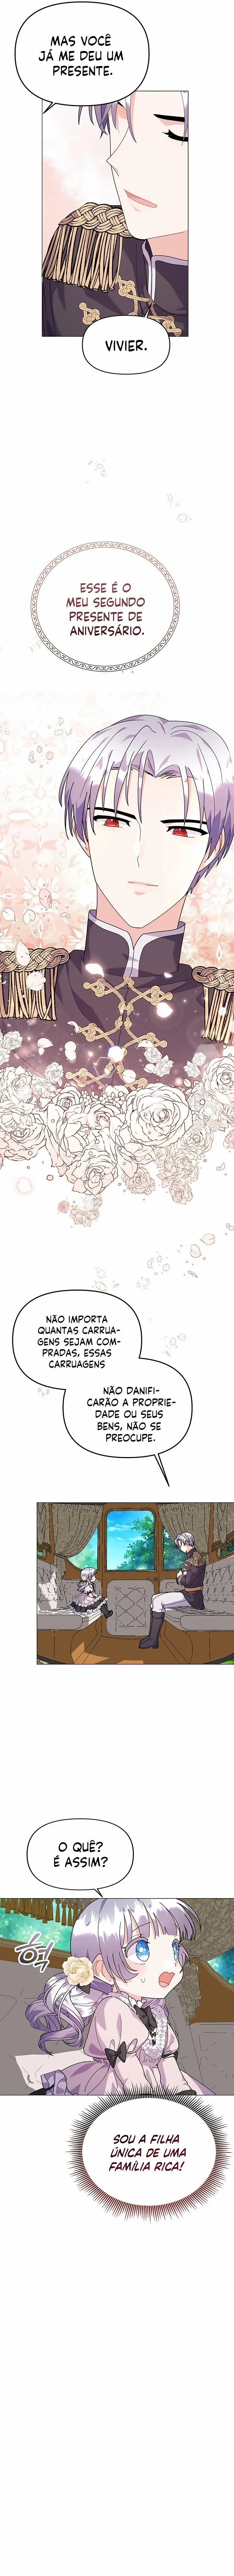 MAS VOCÊ
JÁ ME DEU UM
PRESENTE.
VIVIER.
ESSE É O
MEU SEGUNDO
PRESENTE DE
ANIVERSÁRIO.
NÃO IMPORTA
QUANTAS CARRUA-
GENS SEJAM COM-
PRADAS, ESSAS
CARRUAGENS
NÃO DANIFI-
CARÃO A PROPRIE-
DADE OU SEUS
BENS, NÃO SE
PREOCUPE.
O QUÊ?
É ASSIM?
SOU A FILHA
ÚNICA DE UMA
FAMÍLIA RICA!